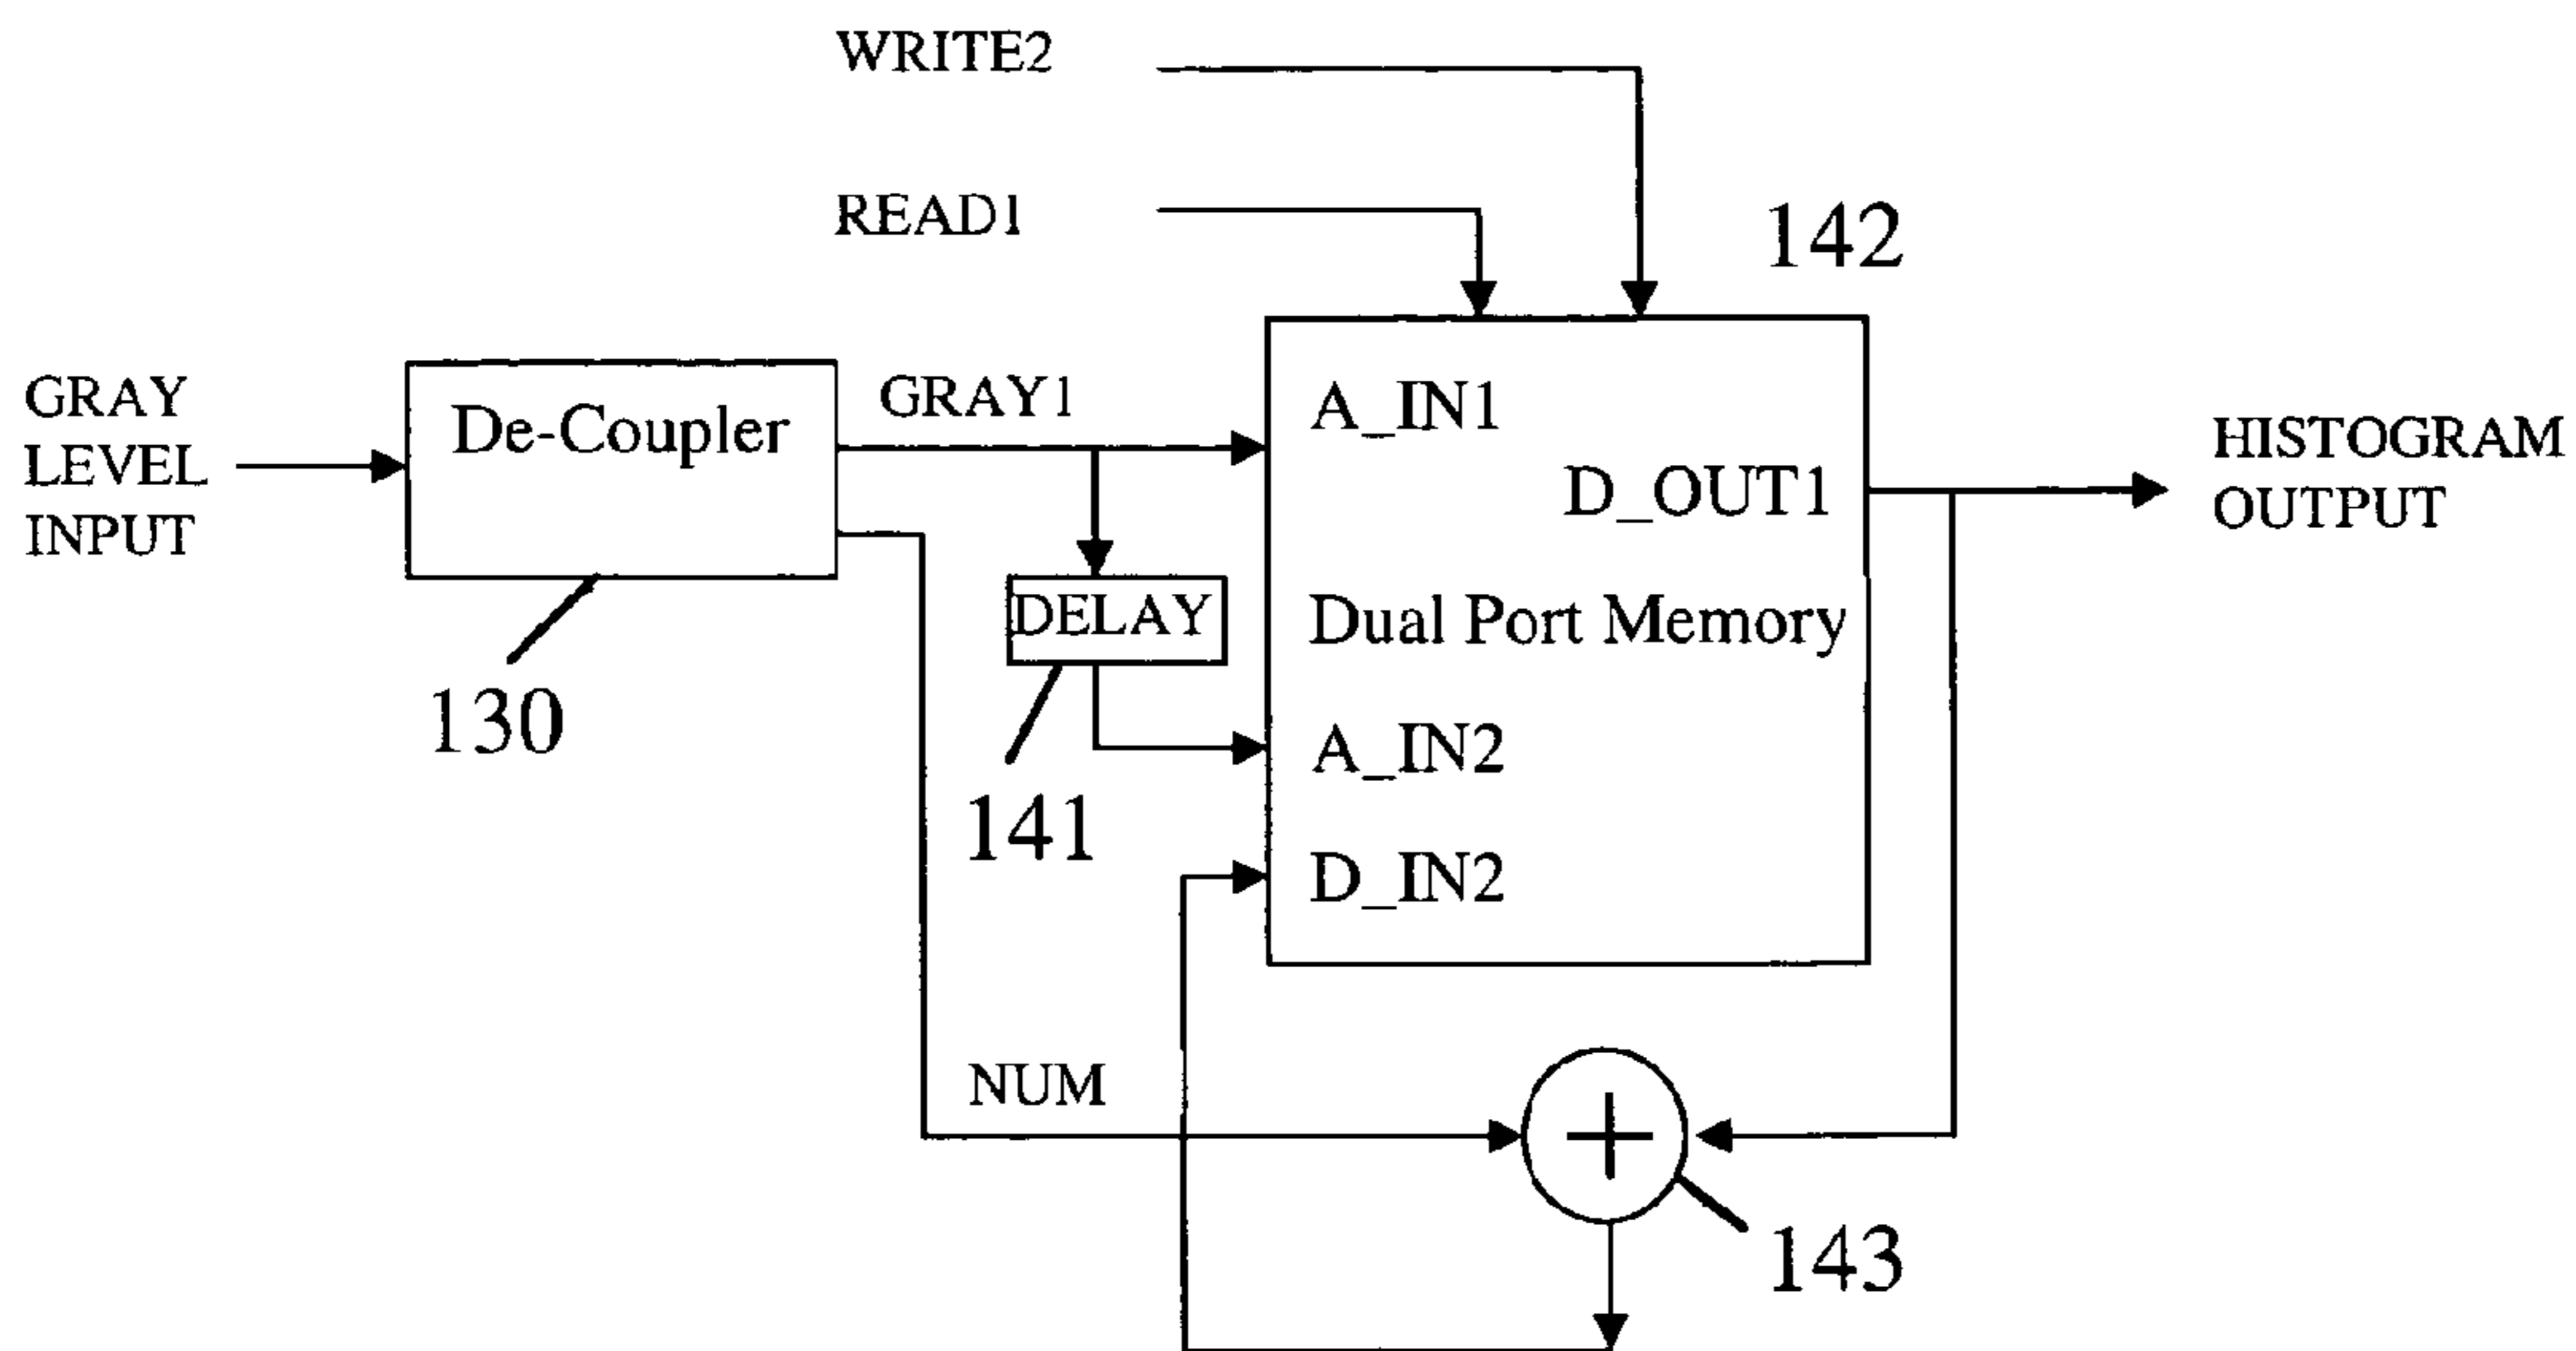 WRITE2
READ1
142
GRAY
LEVEL
INPUT
De-Coupler
GRAY1
A_IN1
D_OUT1
HISTOGRAM
OUTPUT
DELAY
Dual Port Memory
130
141
A_IN2
D_IN2
NUM
+
143